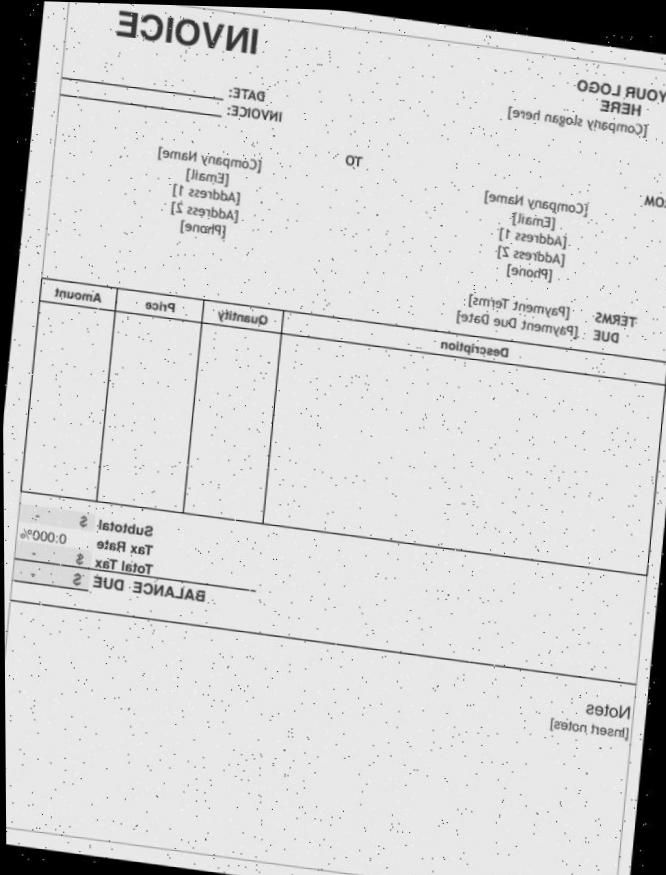 YOUR LOGO
HERE
[Company slogan here]
INVOICE
DATE:
INVOICE:
[Company Name]
[Email]
[Address 1]
[Address 2]
[Phone]
TO
[Company Name]
[Email]
[Address 1]
[Address 2]
[Phone]
TERMS [Payment Terms]
DUE [Payment Due Date]
Description Quantity Price Amount
Subtotal $ -
Tax Rate 0.000%
Total Tax $ -
BALANCE DUE $ -
Notes
[Insert notes]